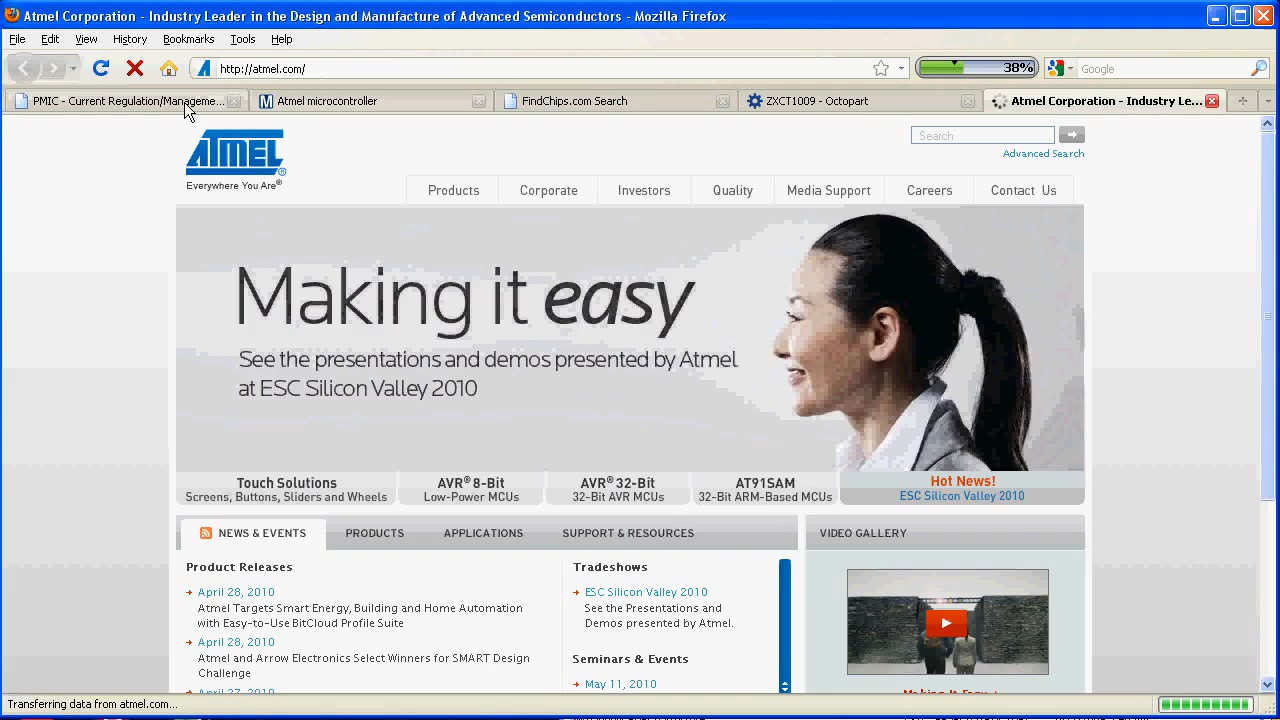 Atmel Corporation - Industry Leader in the Design and Manufacture of Advanced Semiconductors - Mozilla Firefox
File Edit View History Bookmarks Tools Help
http://atmel.com/ 38% Google
PMIC - Current Regulation/Manageme... Atmel microcontroller FindChips.com Search ZXCT1009 - Octopart Atmel Corporation - Industry Le...
ATMEL®
Everywhere You Are®
Search
Advanced Search
Products Corporate Investors Quality Media Support Careers Contact Us
Making it easy
See the presentations and demos presented by Atmel
at ESC Silicon Valley 2010
Touch Solutions AVR® 8-Bit AVR® 32-Bit AT91SAM Hot News!
Screens, Buttons, Sliders and Wheels Low-Power MCUs 32-Bit AVR MCUs 32-Bit ARM-Based MCUs ESC Silicon Valley 2010
NEWS & EVENTS PRODUCTS APPLICATIONS SUPPORT & RESOURCES VIDEO GALLERY
Product Releases
April 28, 2010
Atmel Target Smart Energy, Building and Home Automation
with Easy-to-Use BitCloud Profile Suite
April 28, 2010
Atmel and Arrow Electronics Select Winners for SMART Design
Challenge
April 27, 2010
Tradeshows
ESC Silicon Valley 2010
See the Presentations and
Demos presented by Atmel.
Seminars & Events
May 11, 2010
Making It Easy
Transferring data from atmel.com...